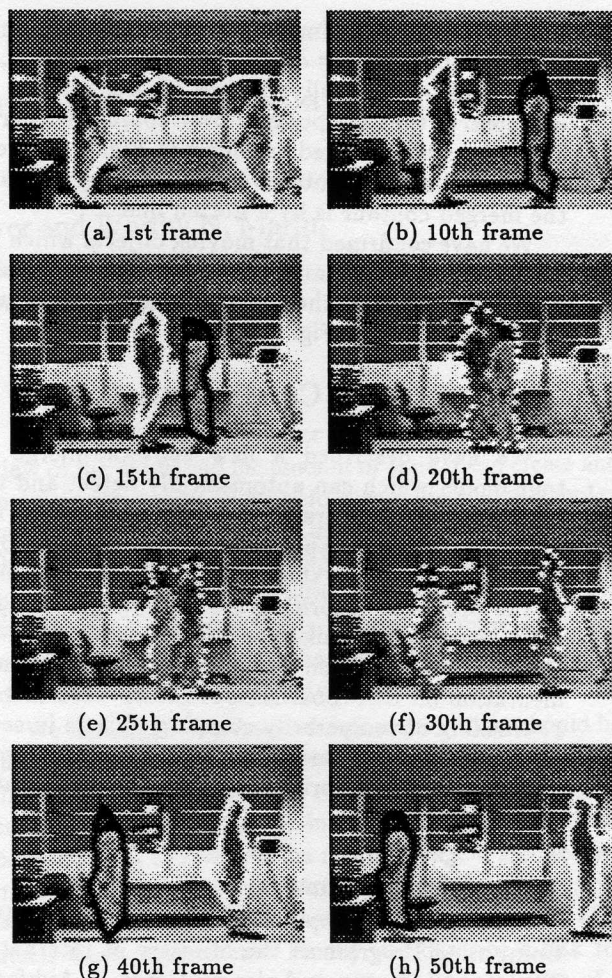 (a) 1st frame
(b) 10th frame
(c) 15th frame
(d) 20th frame
(e) 25th frame
(f) 30th frame
(g) 40th frame
(h) 50th frame